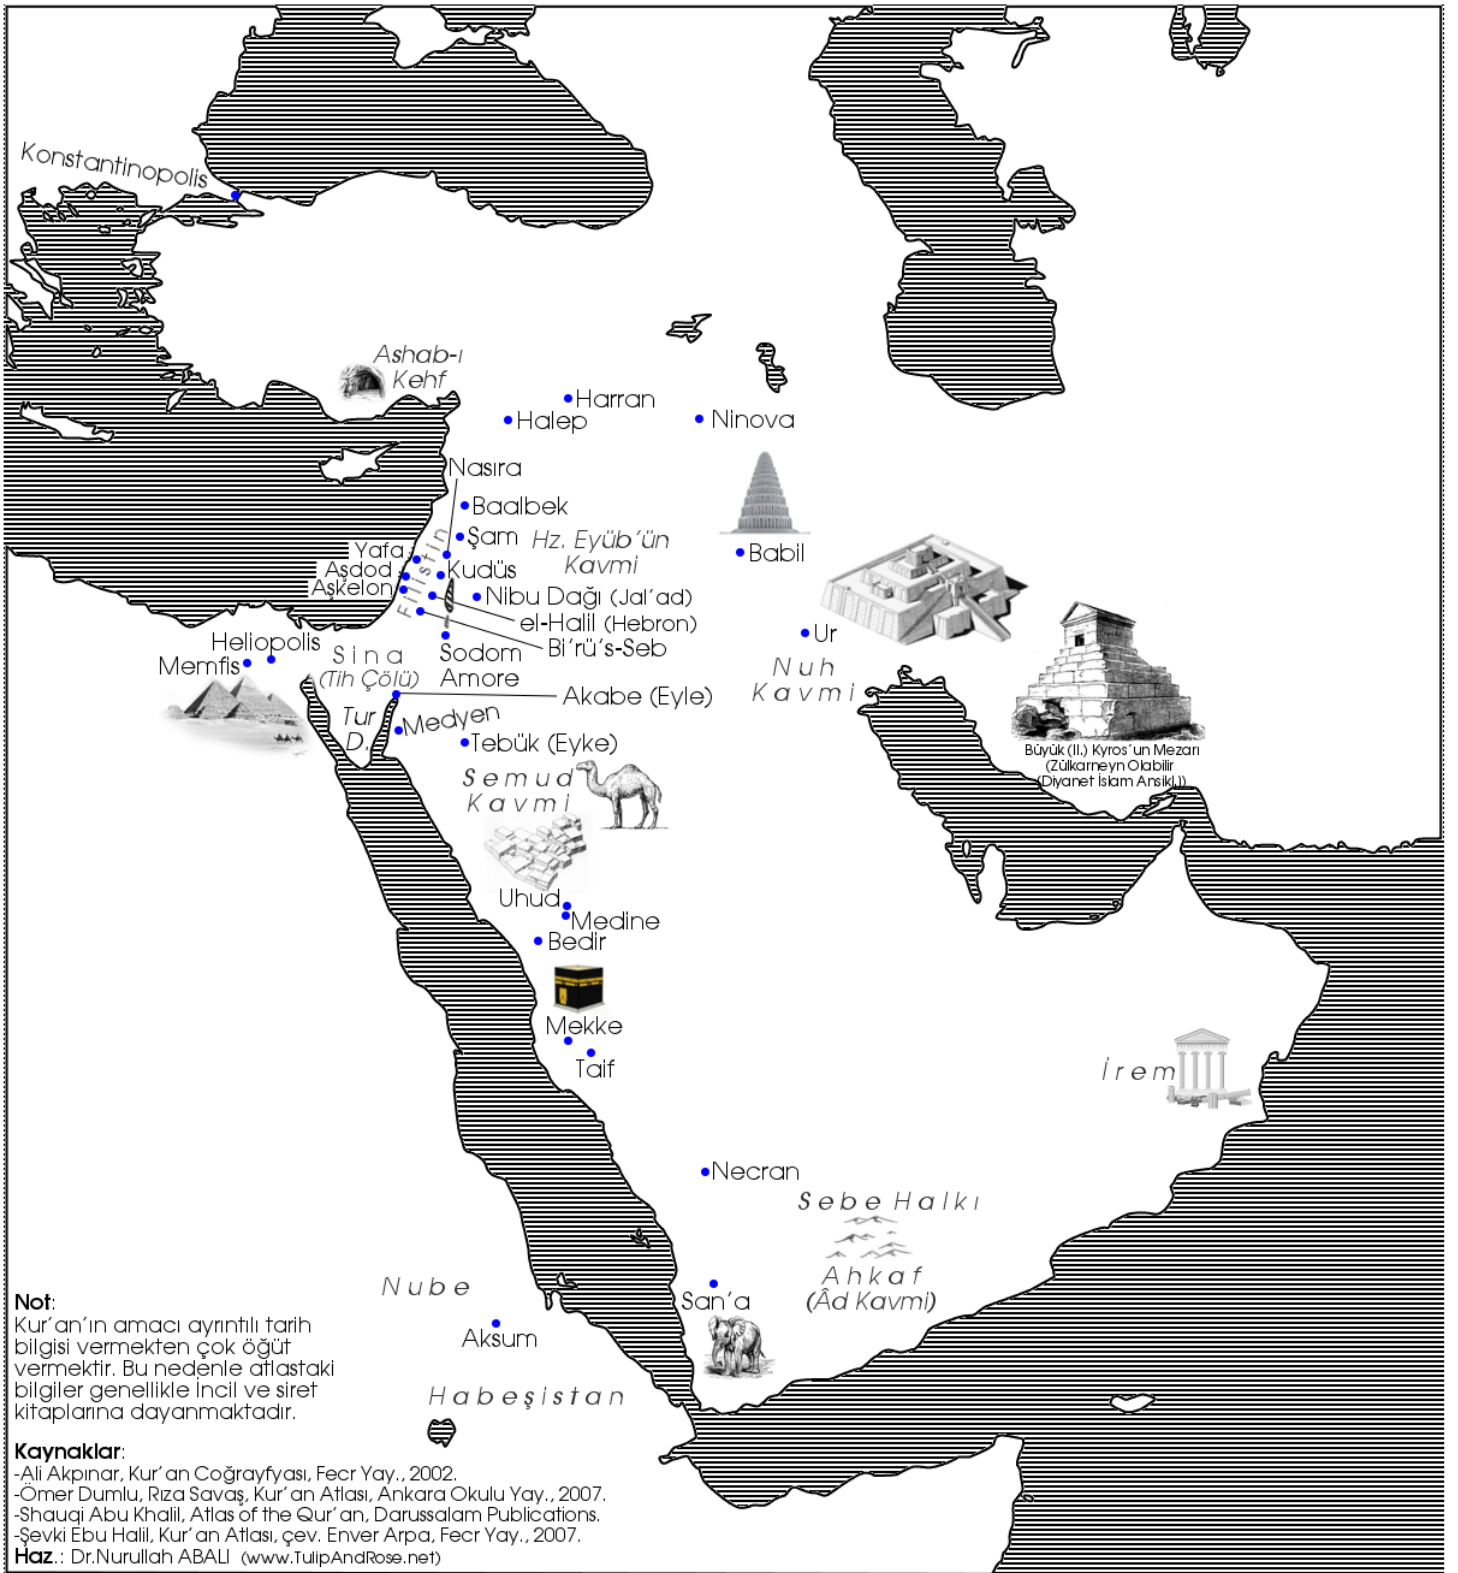 Konstantinopolis
Ashab-ı
Kehf
Harran
Halep
Ninova
Nasıra
Baalbek
Şam
Hz. Eyüb'ün
Kavmi
Babil
Yafa
Aşdod
Aşkelon
Filistin
Kudüs
Nibu Dağı (Jal'ad)
el-Halil (Hebron)
Bi'rü's-Seb
Ur
Heliopolis
Memfis
Sina
(Tih Çölü)
Sodom
Amore
Nuh
Kavmi
Akabe (Eyle)
Tur
D.
Medyen
Tebük (Eyke)
Büyük (II.) Kyros'un Mezarı
(Zülkarneyn Olabilir
(Diyanet İslam Ansikl.))
Semud
Kavmi
Uhud
Medine
Bedir
Mekke
Taif
İrem
Necran
Sebe Halkı
Ahkaf
(Âd Kavmi)
Nube
San'a
Aksum
Habeşistan
Not:
Kur'an'ın amacı ayrıntılı tarih
bilgisi vermekten çok öğüt
vermektir. Bu nedenle atlastaki
bilgiler genellikle İncil ve siret
kitaplarına dayanmaktadır.
Kaynaklar:
-Ali Akpınar, Kur'an Coğrayfyası, Fecr Yay., 2002.
-Ömer Dumlu, Rıza Savaş, Kur'an Atlası, Ankara Okulu Yay., 2007.
-Shauqi Abu Khalil, Atlas of the Qur'an, Darussalam Publications.
-Şevki Ebu Halil, Kur'an Atlası, çev. Enver Arpa, Fecr Yay., 2007.
Haz.: Dr.Nurullah ABALI (www.TulipAndRose.net)